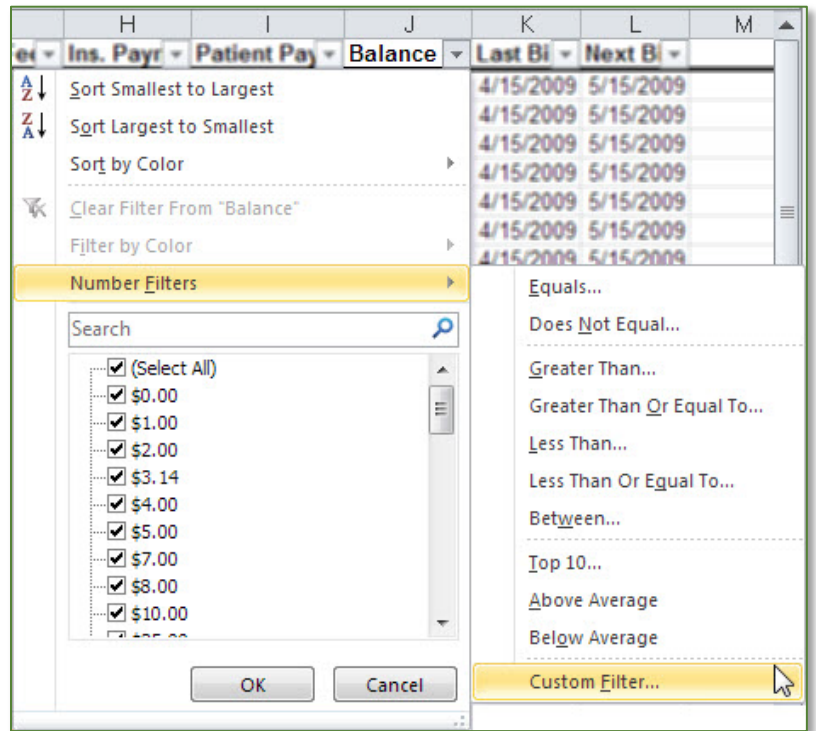 H I J K L M
Ins. Payr Patient Pay Balance Last Bi Next Bi
Sort Smallest to Largest
Sort Largest to Smallest
Sort by Color
Clear Filter From "Balance"
Filter by Color
Number Filters
Search
(Select All)
$0.00
$1.00
$2.00
$3.14
$4.00
$5.00
$7.00
$8.00
$10.00
OK Cancel
4/15/2009 5/15/2009
4/15/2009 5/15/2009
4/15/2009 5/15/2009
4/15/2009 5/15/2009
4/15/2009 5/15/2009
4/15/2009 5/15/2009
4/15/2009 5/15/2009
Equals...
Does Not Equal...
Greater Than...
Greater Than Or Equal To...
Less Than...
Less Than Or Equal To...
Between...
Top 10...
Above Average
Below Average
Custom Filter...